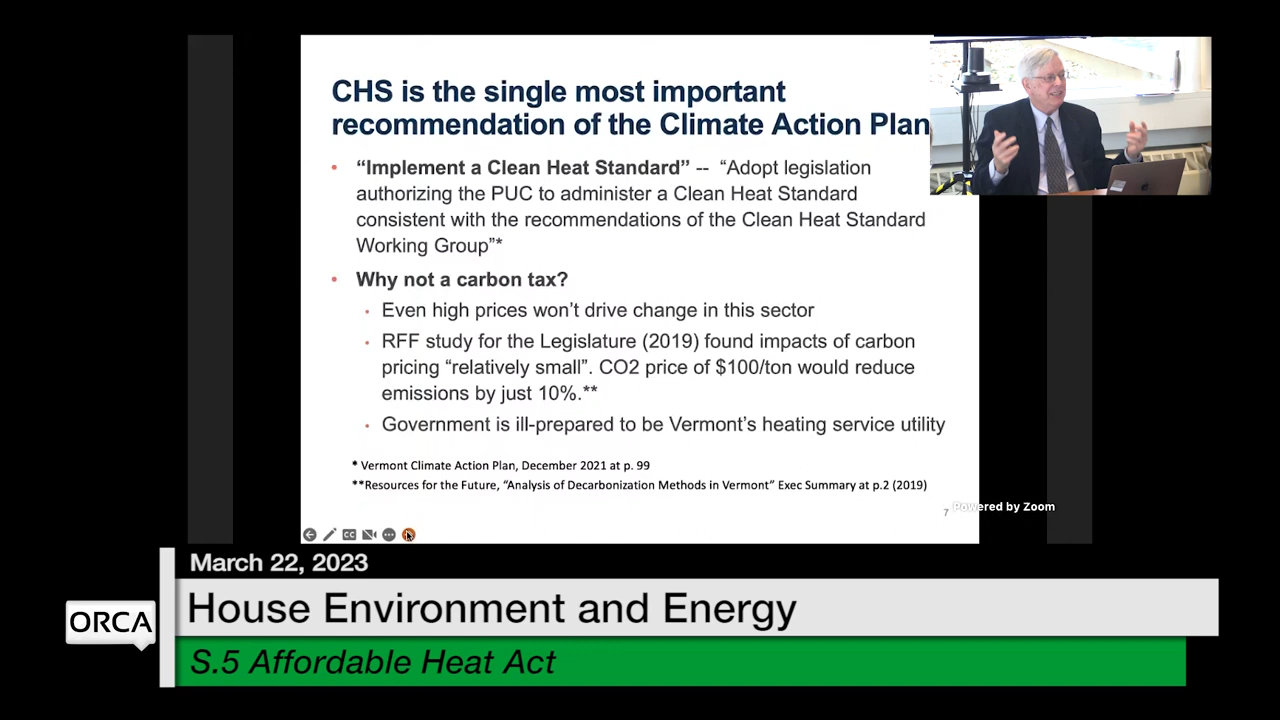 CHS is the single most important
recommendation of the Climate Action Plan
• “Implement a Clean Heat Standard” -- “Adopt legislation
authorizing the PUC to administer a Clean Heat Standard
consistent with the recommendations of the Clean Heat Standard
Working Group”*
• Why not a carbon tax?
• Even high prices won’t drive change in this sector
• RFF study for the Legislature (2019) found impacts of carbon
pricing “relatively small”. CO2 price of $100/ton would reduce
emissions by just 10%.**
• Government is ill-prepared to be Vermont’s heating service utility
* Vermont Climate Action Plan, December 2021 at p. 99
**Resources for the Future, “Analysis of Decarbonization Methods in Vermont” Exec Summary at p.2 (2019)
7
Powered by Zoom
CC
March 22, 2023
ORCA
House Environment and Energy
S.5 Affordable Heat Act